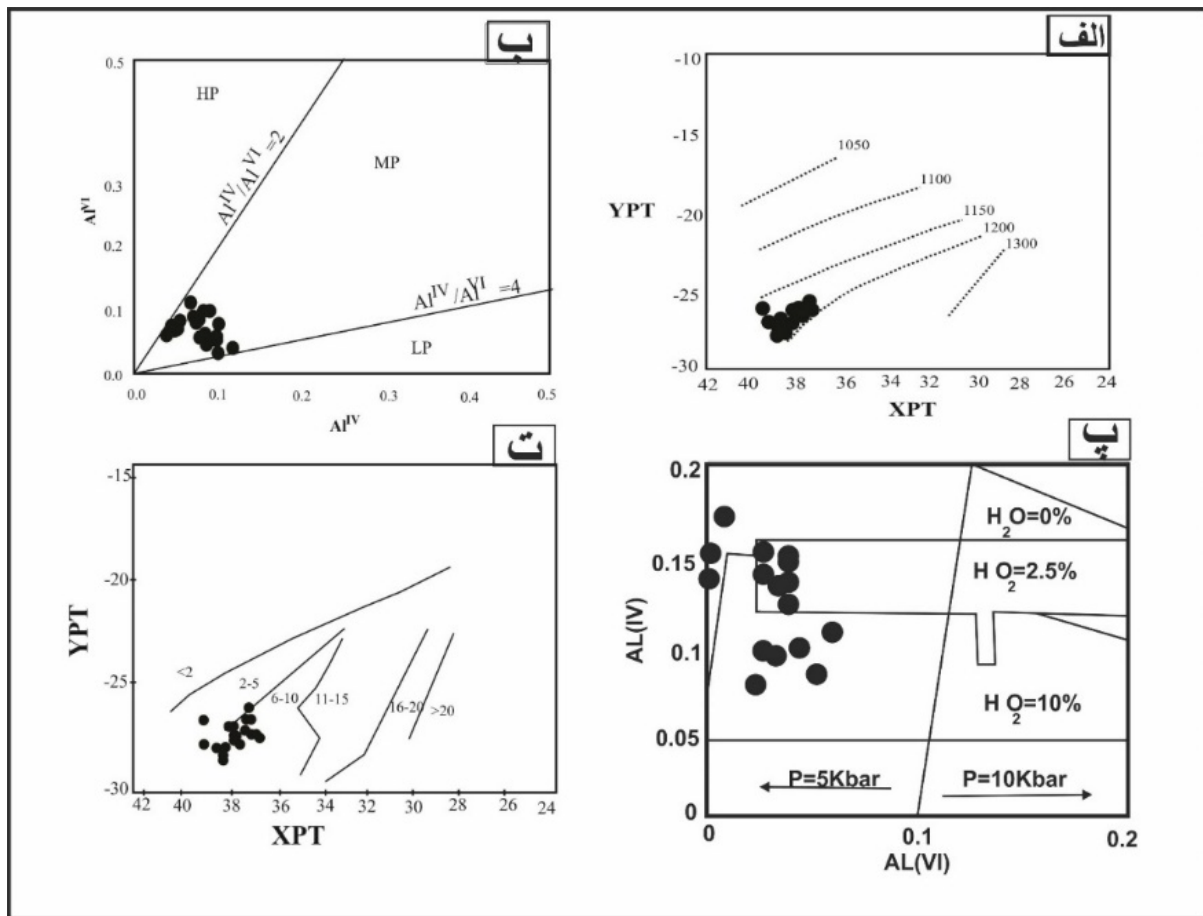 الف
-10
-15
-20
-25
-30
YPT
1050
1100
1150
1200
1300
42 40 38 36 34 32 30 28 26 24
XPT
ب
0.5
0.3
0.2
0.1
0.0
Al^VI
HP
MP
LP
Al^IV/Al^VI=2
Al^IV/Al^VI=4
0.0 0.1 0.2 0.3 0.4 0.5
Al^IV
پ
0.2
0.15
0.1
0.05
0
AL(IV)
H₂O=0%
H O₂=2.5%
H₂O=10%
P=5Kbar P=10Kbar
0 0.1 0.2
AL(VI)
ت
-15
-20
-25
-30
YPT
<2
2-5
6-10
11-15
16-20
>20
42 40 38 36 34 32 30 28 26 24
XPT